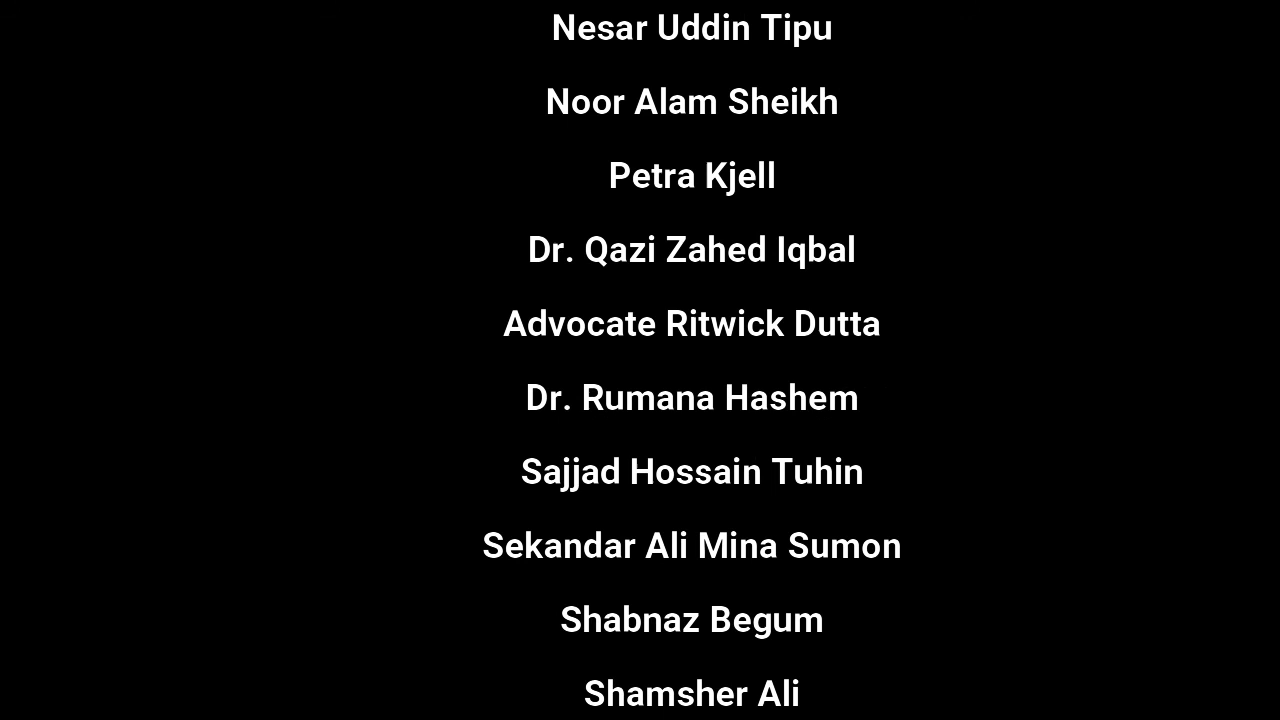 Nesar Uddin Tipu
Noor Alam Sheikh
Petra Kjell
Dr. Qazi Zahed Iqbal
Advocate Ritwick Dutta
Dr. Rumana Hashem
Sajjad Hossain Tuhin
Sekandar Ali Mina Sumon
Shabnaz Begum
Shamsher Ali